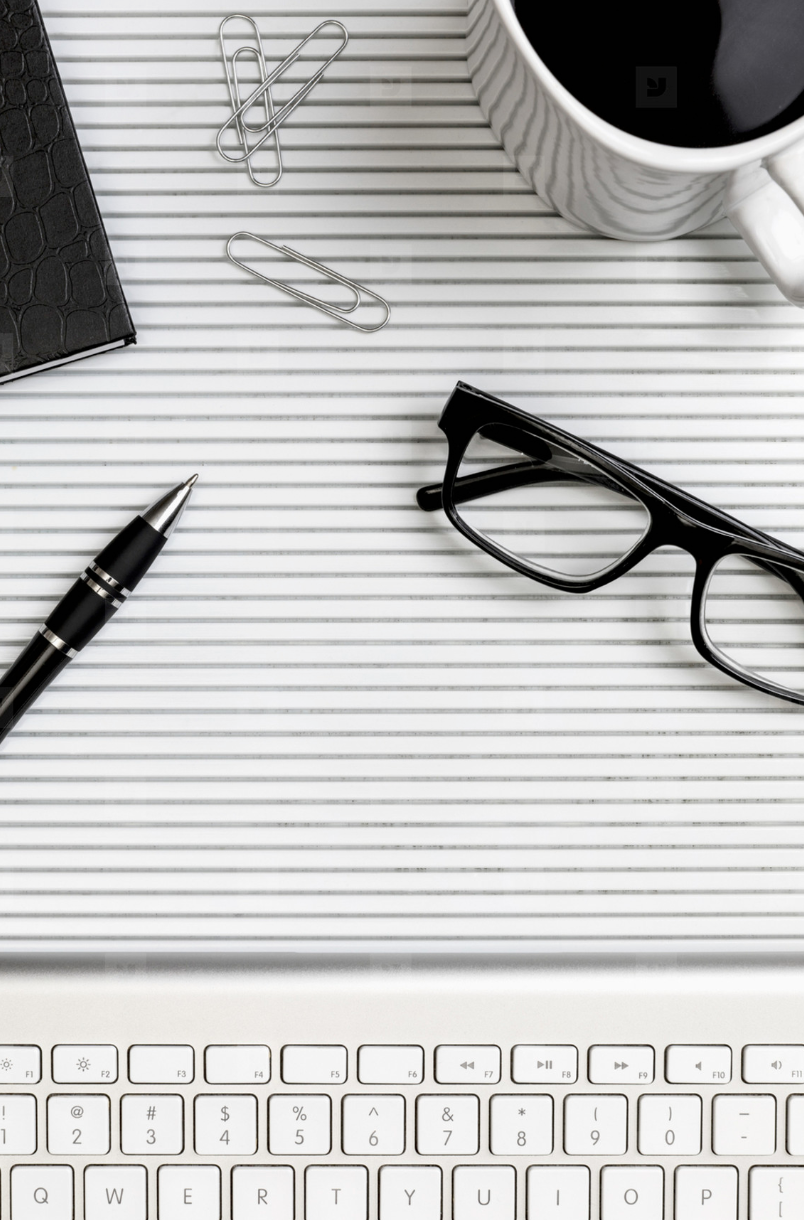 F1 F2 F3 F4 F5 F6 F7 F8 F9 F10 F11
! @ # $ % ^ & * ( ) –
1 2 3 4 5 6 7 8 9 0 -
Q W E R T Y U I O P {
[